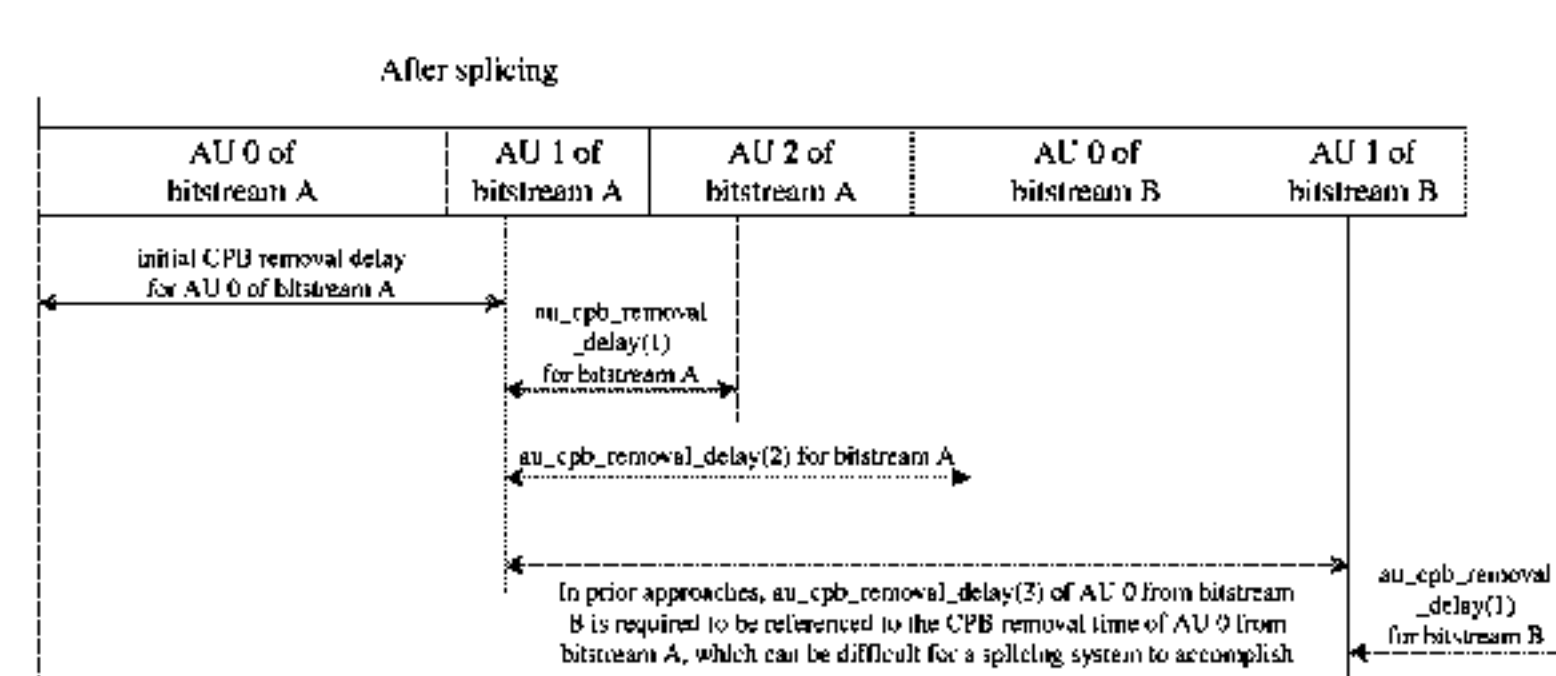 After splicing
AU 0 of
bitstream A
AU 1 of
bitstream A
AU 2 of
bitstream A
AU 0 of
bitstream B
AU 1 of
bitstream B
initial CPB removal delay
for AU 0 of bitstream A
au_cpb_removal
_delay(1)
for bitstream A
au_cpb_removal_delay(2) for bitstream A
In prior approaches, au_cpb_removal_delay(3) of AU 0 from bitstream
B is required to be referenced to the CPB removal time of AU 0 from
bitstream A, which can be difficult for a splicing system to accomplish
au_cpb_removal
_delay(1)
for bitstream B